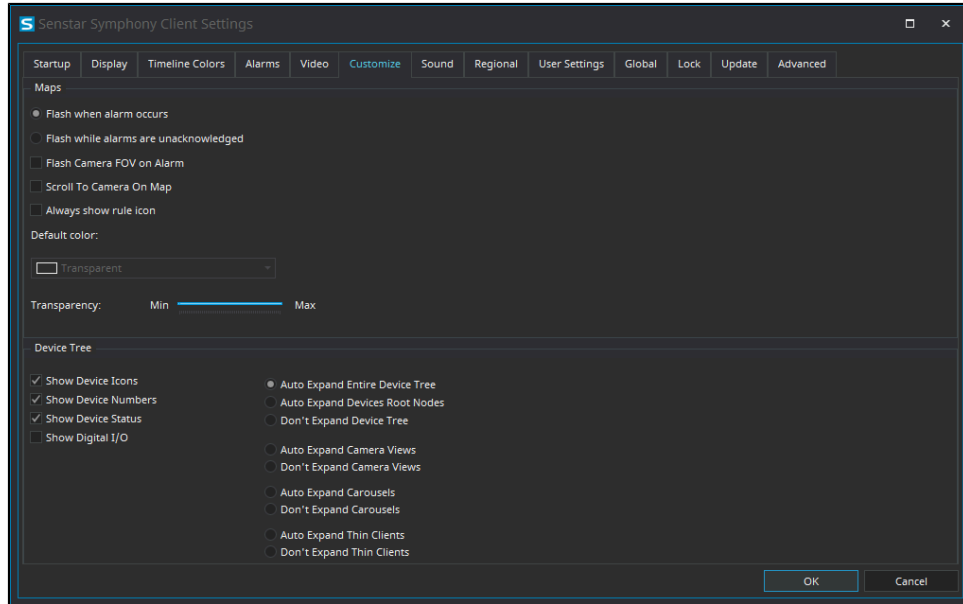 S Senstar Symphony Client Settings
Startup Display Timeline Colors Alarms Video Customize Sound Regional User Settings Global Lock Update Advanced
Maps
Flash when alarm occurs
Flash while alarms are unacknowledged
Flash Camera FOV on Alarm
Scroll To Camera On Map
Always show rule icon
Default color:
Transparent
Transparency: Min Max
Device Tree
Show Device Icons
Show Device Numbers
Show Device Status
Show Digital I/O
Auto Expand Entire Device Tree
Auto Expand Devices Root Nodes
Don't Expand Device Tree
Auto Expand Camera Views
Don't Expand Camera Views
Auto Expand Carousels
Don't Expand Carousels
Auto Expand Thin Clients
Don't Expand Thin Clients
OK Cancel